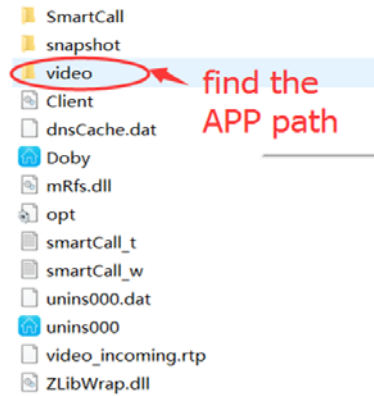 SmartCall
snapshot
video
find the
APP path
Client
dnsCache.dat
Doby
mRfs.dll
opt
smartCall_t
smartCall_w
unins000.dat
unins000
video_incoming.rtp
ZLibWrap.dll